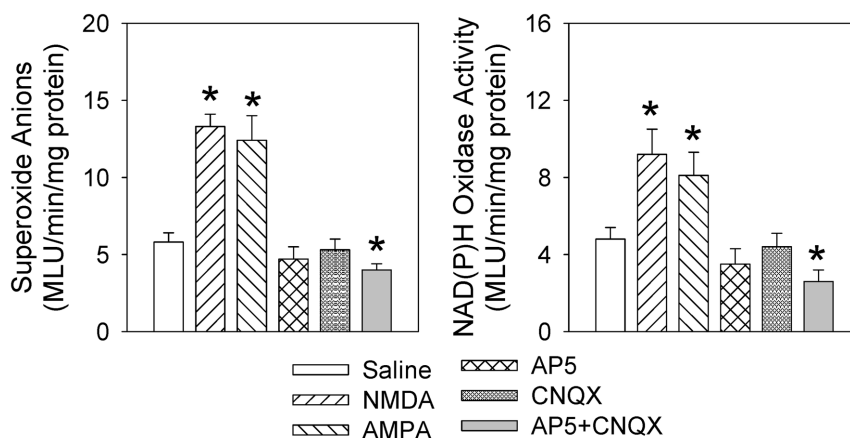 Superoxide Anions
(MLU/min/mg protein)
20
15
10
5
0
* * *
NAD(P)H Oxidase Activity
(MLU/min/mg protein)
16
12
8
4
0
* * *
Saline
NMDA
AMPA
AP5
CNQX
AP5+CNQX